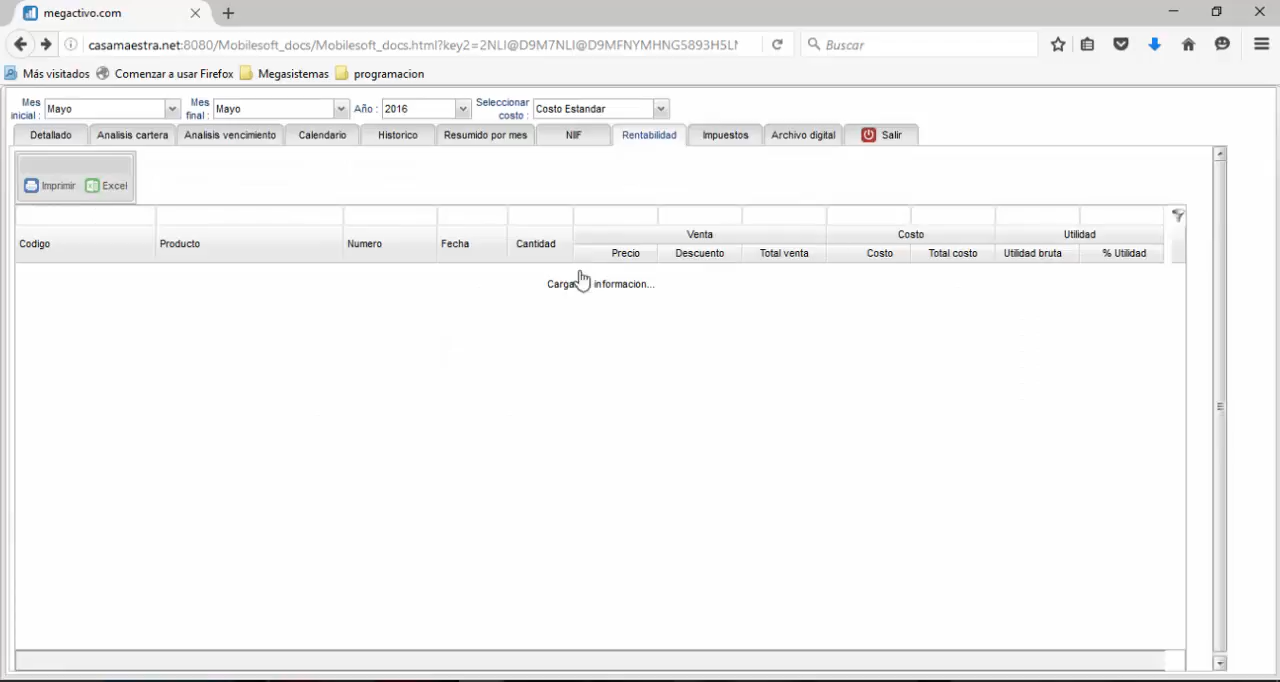 megactivo.com
casamaestra.net:8080/Mobilesoft_docs/Mobilesoft_docs.html?key2=2NLI@D9M7NLI@D9MFNYMHNG5893H5L
Buscar
Más visitados Comenzar a usar Firefox Megasistemas programacion
Mes inicial : Mayo Mes final : Mayo Año : 2016 Seleccionar costo : Costo Estandar
Detallado Analisis cartera Analisis vencimiento Calendario Historico Resumido por mes NIIF Rentabilidad Impuestos Archivo digital Salir
Imprimir Excel
Venta Costo Utilidad
Codigo Producto Numero Fecha Cantidad
Precio Descuento Total venta Costo Total costo Utilidad bruta % Utilidad
informacion...